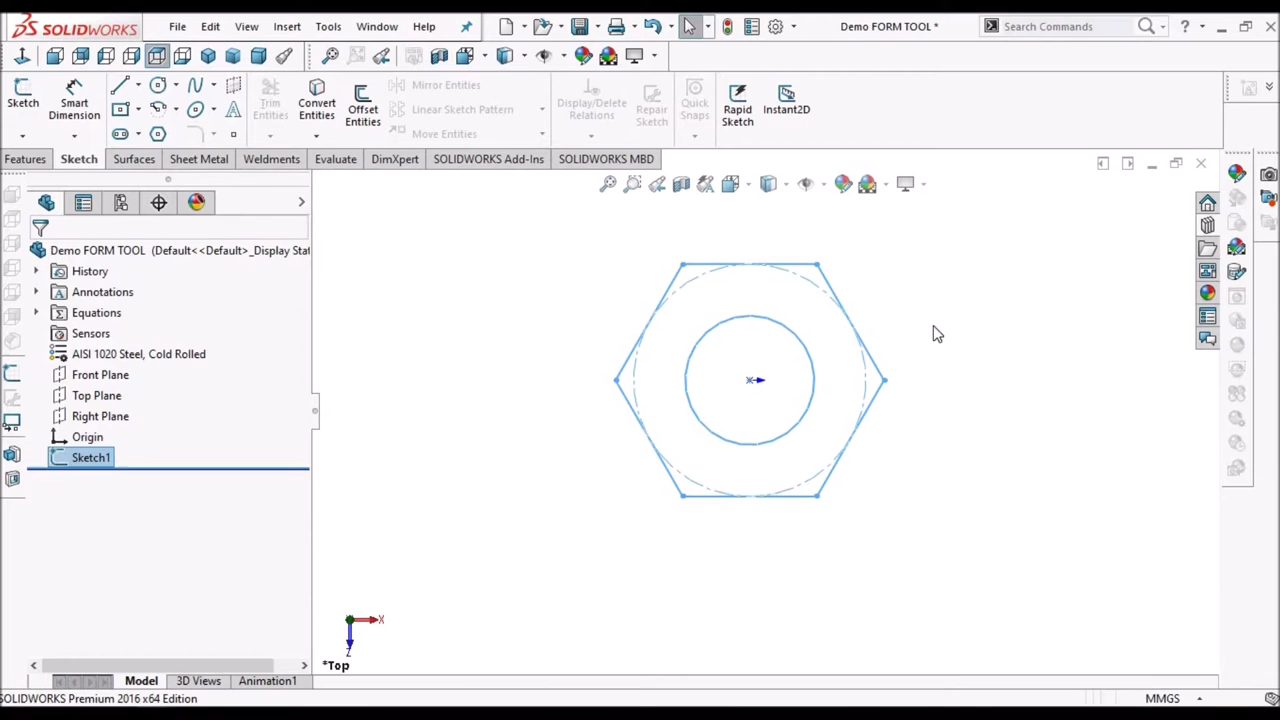 SOLIDWORKS File Edit View Insert Tools Window Help Demo FORM TOOL * Search Commands ?
Sketch Smart Dimension Trim Entities Convert Entities Offset Entities Mirror Entities Linear Sketch Pattern Move Entities Display/Delete Relations Repair Sketch Quick Snaps Rapid Sketch Instant2D
Features Sketch Surfaces Sheet Metal Weldments Evaluate DimXpert SOLIDWORKS Add-Ins SOLIDWORKS MBD
Demo FORM TOOL (Default<<Default>_Display Stat
History
Annotations
Equations
Sensors
AISI 1020 Steel, Cold Rolled
Front Plane
Top Plane
Right Plane
Origin
Sketch1
X
Z
*Top
Model 3D Views Animation1
SOLIDWORKS Premium 2016 x64 Edition MMGS